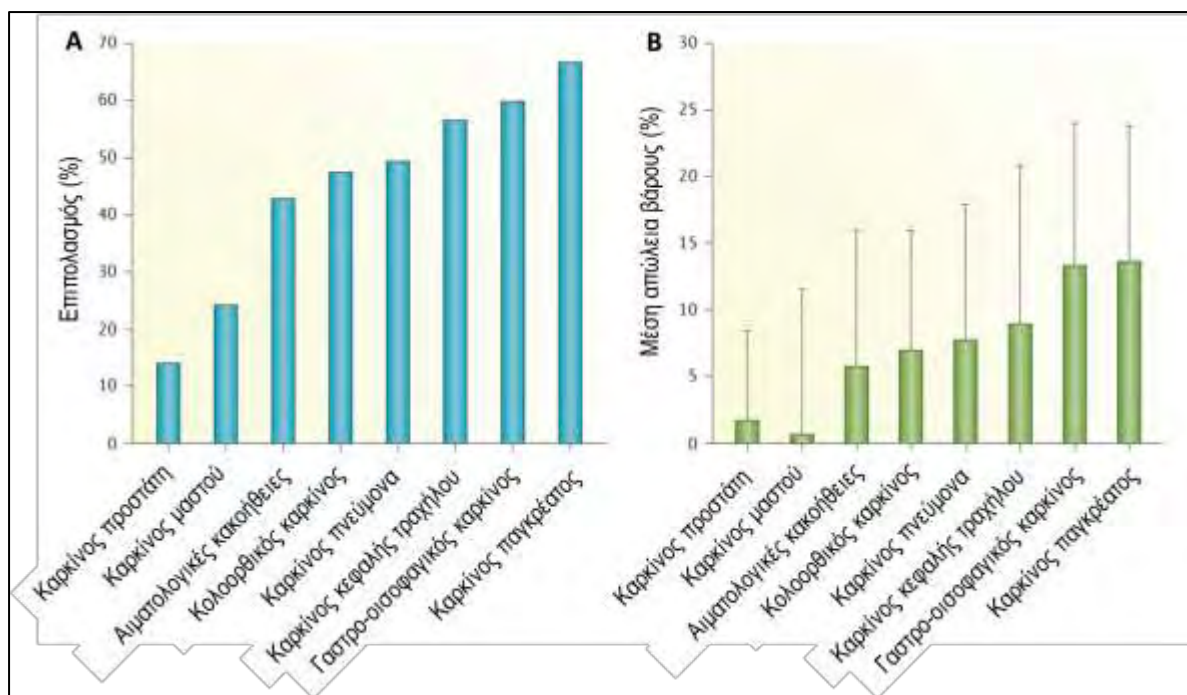 A
70
60
50
40
30
20
10
0
Επιπολασμός (%)
Καρκίνος προστάτη
Καρκίνος μαστού
Αιματολογικές κακοήθειες
Κολοορθικός καρκίνος
Καρκίνος πνεύμονα
Καρκίνος κεφαλής τραχήλου
Γαστρο-οισοφαγικός καρκίνος
Καρκίνος παγκρέατος
B
30
25
20
15
10
5
0
Μέση απώλεια βάρους (%)
Καρκίνος προστάτη
Καρκίνος μαστού
Αιματολογικές κακοήθειες
Κολοορθικός καρκίνος
Καρκίνος πνεύμονα
Καρκίνος κεφαλής τραχήλου
Γαστρο-οισοφαγικός καρκίνος
Καρκίνος παγκρέατος